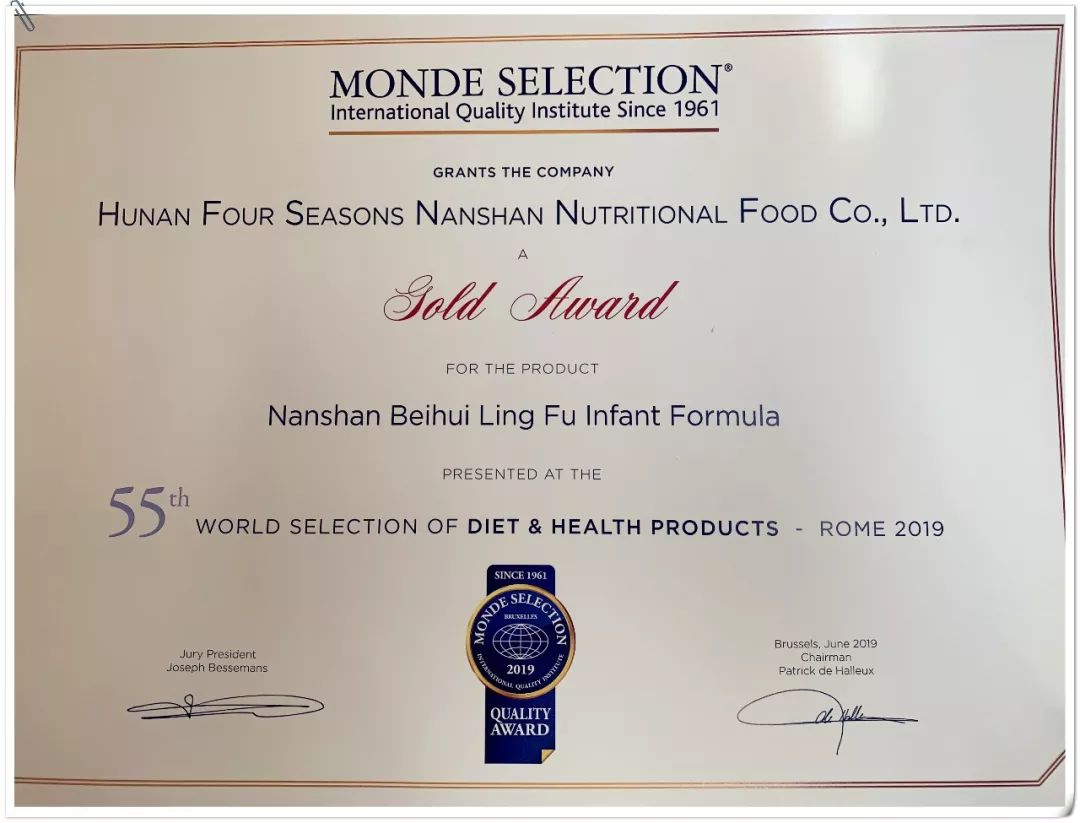 MONDE SELECTION®
International Quality Institute Since 1961
GRANTS THE COMPANY
HUNAN FOUR SEASONS NANSHAN NUTRITIONAL FOOD CO., LTD.
A
Gold Award
FOR THE PRODUCT
Nanshan Beihui Ling Fu Infant Formula
PRESENTED AT THE
55th WORLD SELECTION OF DIET & HEALTH PRODUCTS - ROME 2019
SINCE 1961
MONDE SELECTION
BRUXELLES
2019
INTERNATIONAL QUALITY INSTITUTE
QUALITY
AWARD
Jury President
Joseph Bessemans
Brussels, June 2019
Chairman
Patrick de Halleux